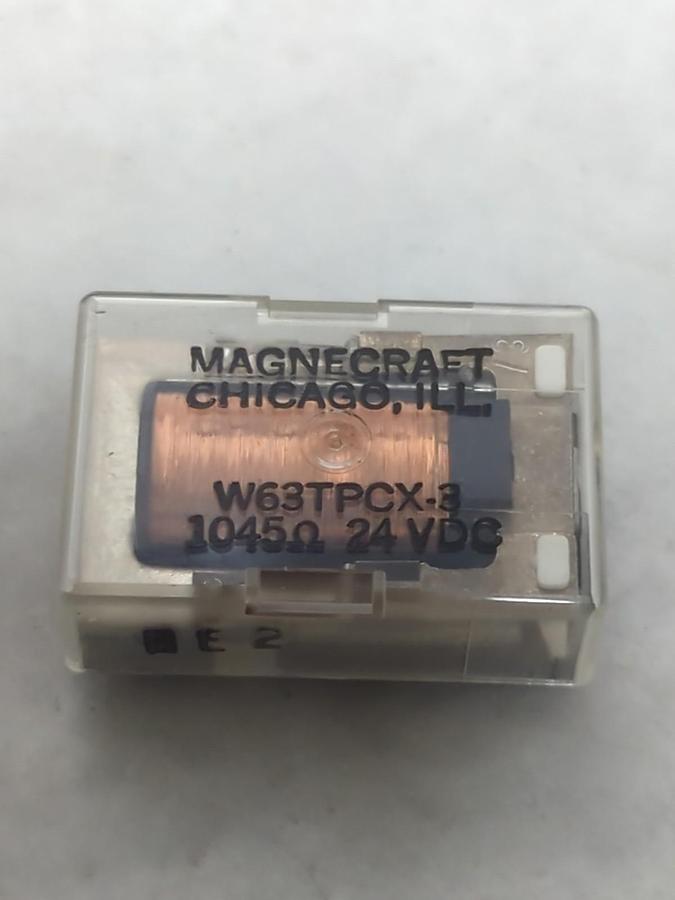 MAGNECRAFT
CHICAGO, ILL.
W63TPCX-3
1045Ω 24 VDC
E 2